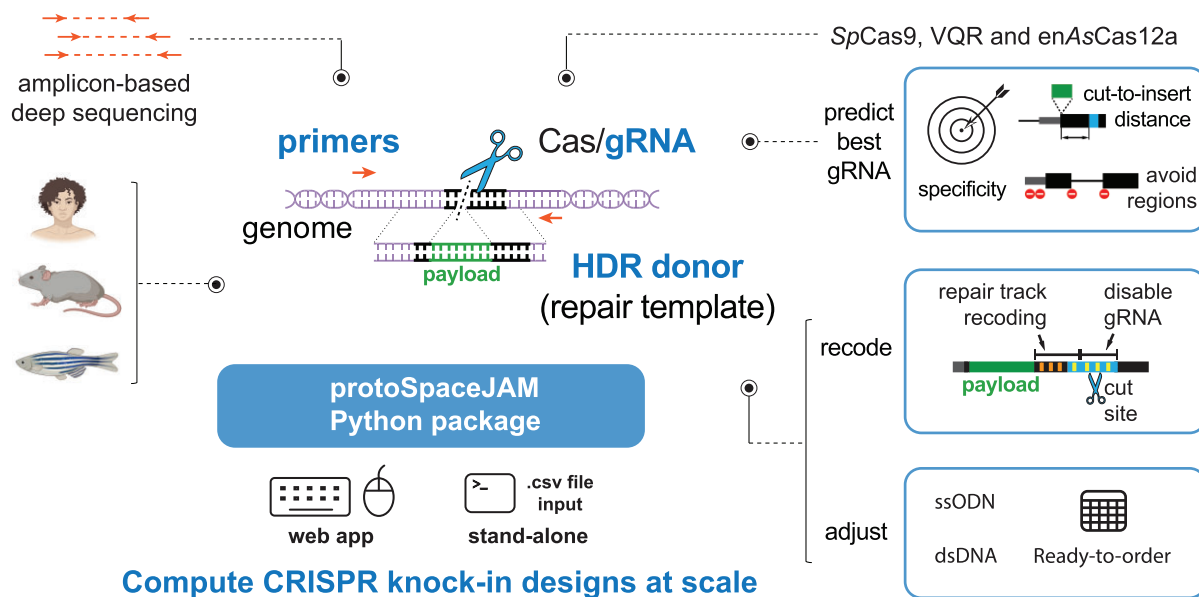 amplicon-based
deep sequencing
SpCas9, VQR and enAsCas12a
primers
Cas/gRNA
genome
payload
HDR donor
(repair template)
predict
best
gRNA
specificity
cut-to-insert
distance
avoid
regions
recode
repair track
recoding
disable
gRNA
payload
cut
site
adjust
ssODN
dsDNA
Ready-to-order
protoSpaceJAM
Python package
web app
>_
.csv file
input
stand-alone
Compute CRISPR knock-in designs at scale